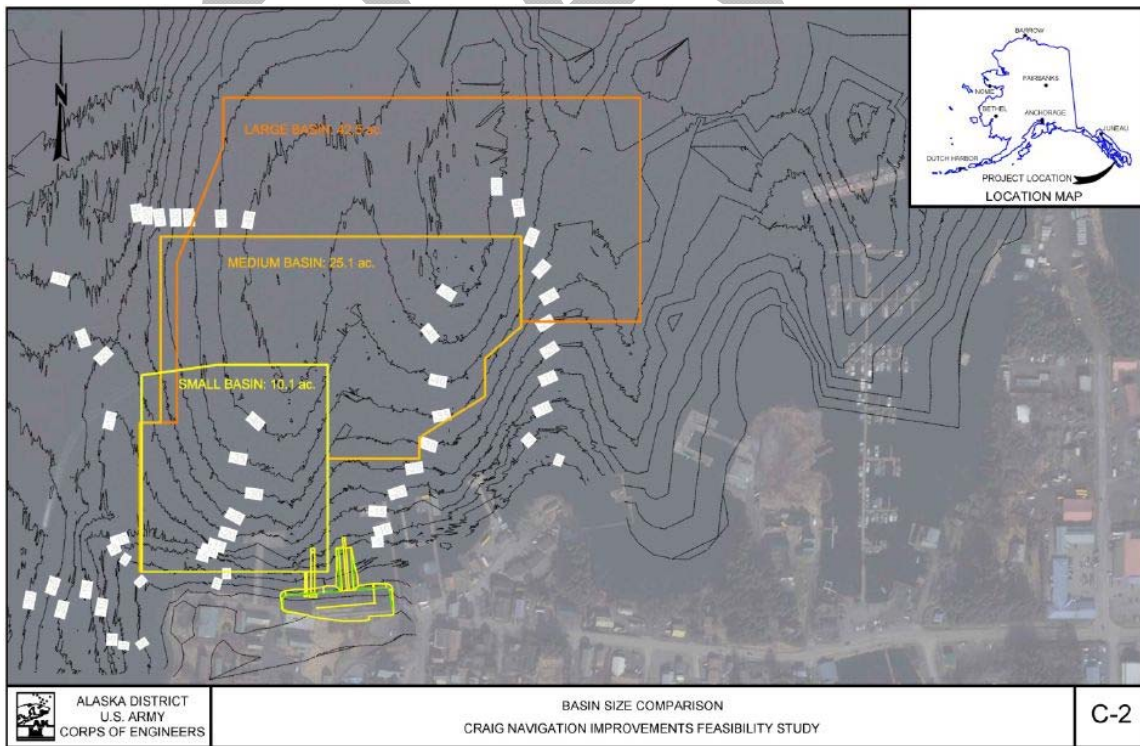 N
LARGE BASIN: 42.5 ac.
MEDIUM BASIN: 25.1 ac.
SMALL BASIN: 10.1 ac.
BARROW
FAIRBANKS
NOME
BETHEL
ANCHORAGE
JUNEAU
DUTCH HARBOR
PROJECT LOCATION
LOCATION MAP
ALASKA DISTRICT
U.S. ARMY
CORPS OF ENGINEERS
BASIN SIZE COMPARISON
CRAIG NAVIGATION IMPROVEMENTS FEASIBILITY STUDY
C-2